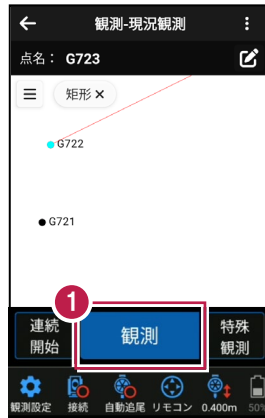 観測-現況観測
点名： G723
矩形 ×
G722
G721
1
連続
開始
観測
特殊
観測
観測設定 接続 自動追尾 リモコン 0.400m 50%